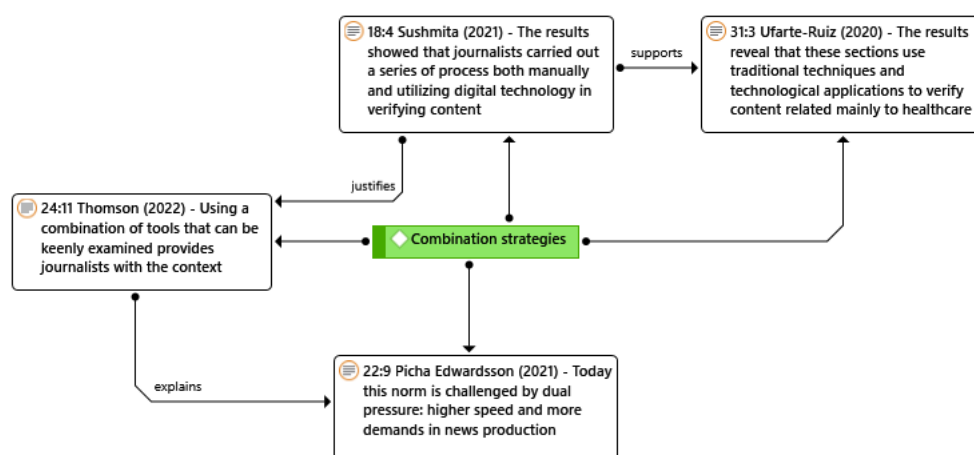 18:4 Sushmita (2021) - The results
showed that journalists carried out
a series of process both manually
and utilizing digital technology in
verifying content
supports
31:3 Ufarte-Ruiz (2020) - The results
reveal that these sections use
traditional techniques and
technological applications to verify
content related mainly to healthcare
justifies
24:11 Thomson (2022) - Using a
combination of tools that can be
keenly examined provides
journalists with the context
Combination strategies
explains
22:9 Picha Edwardsson (2021) - Today
this norm is challenged by dual
pressure: higher speed and more
demands in news production